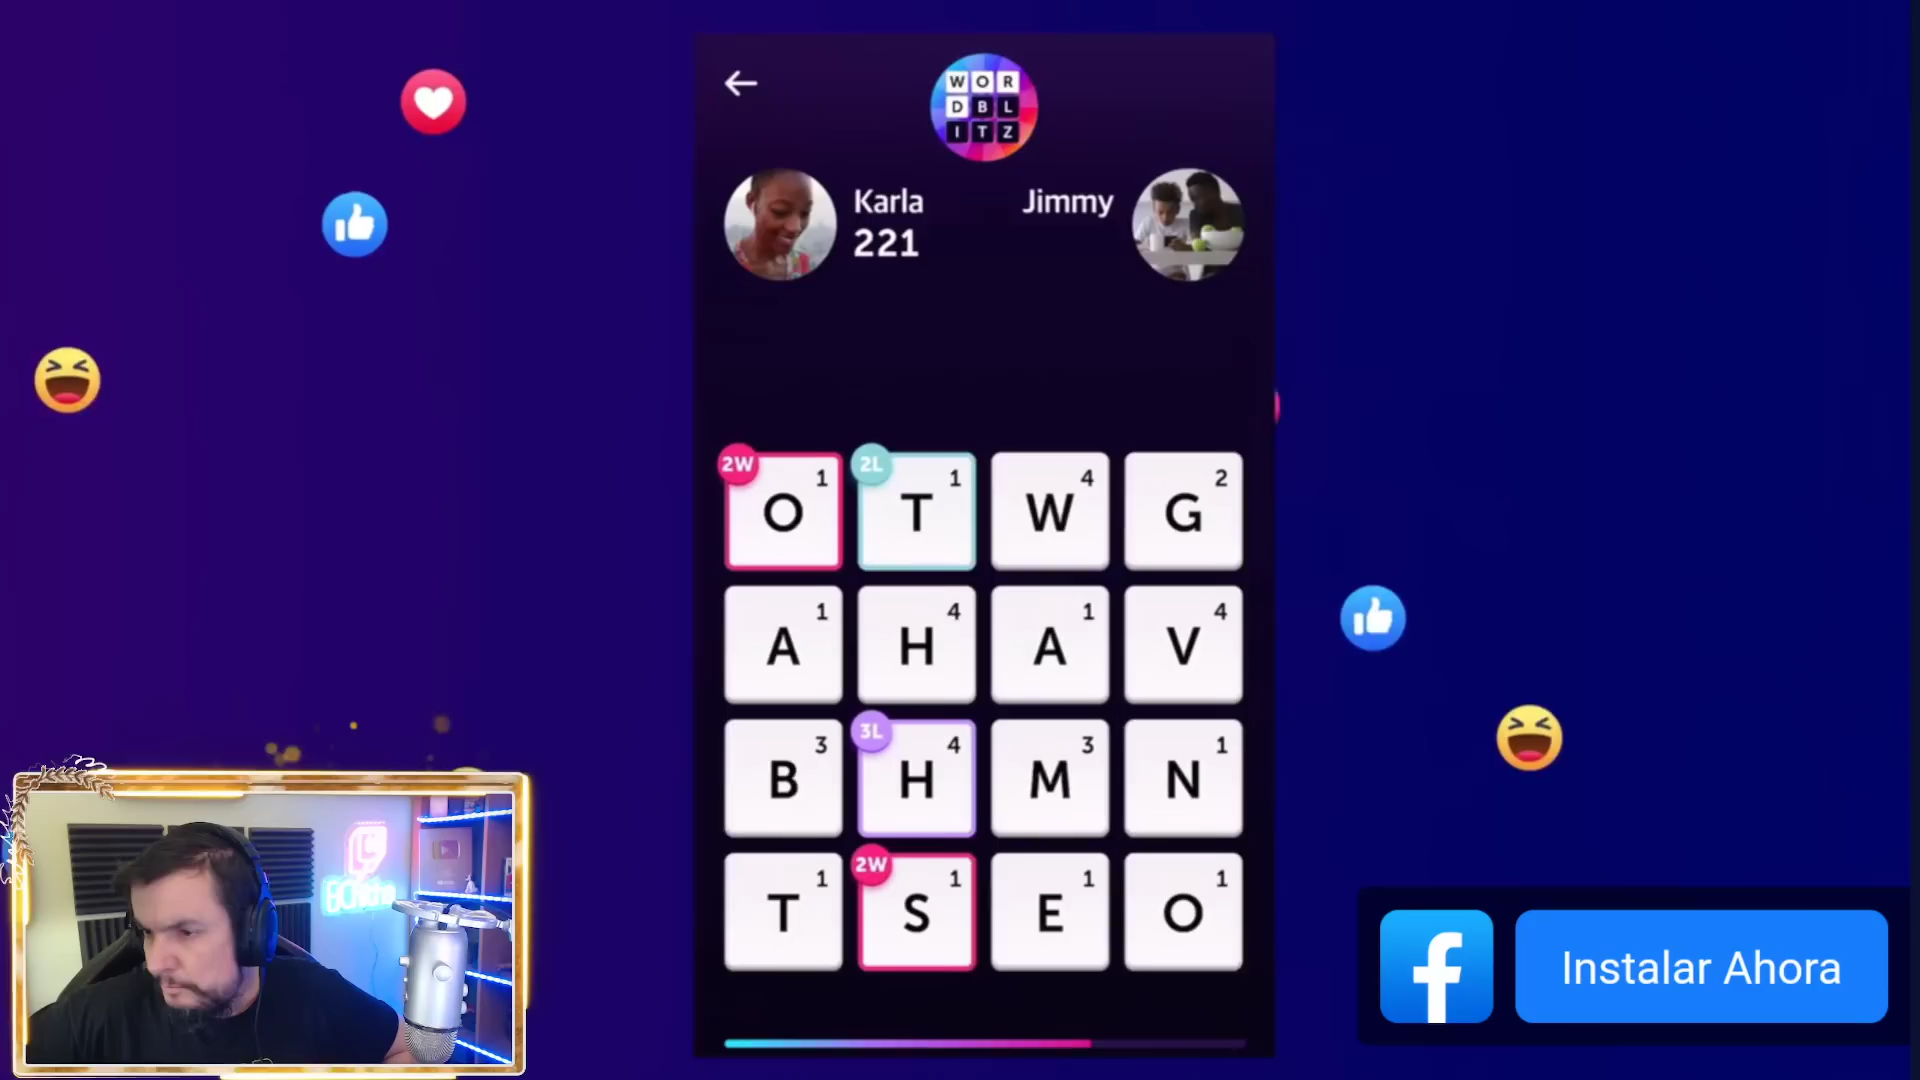 WOR
DBL
ITZ
Karla
Jimmy
221
2W
2L
1
1
4
2
O
T
W
G
1
4
1
4
A
H
A
V
3L
3
4
3
1
B
H
M
N
2W
1
1
1
1
T
S
E
O
Instalar Ahora